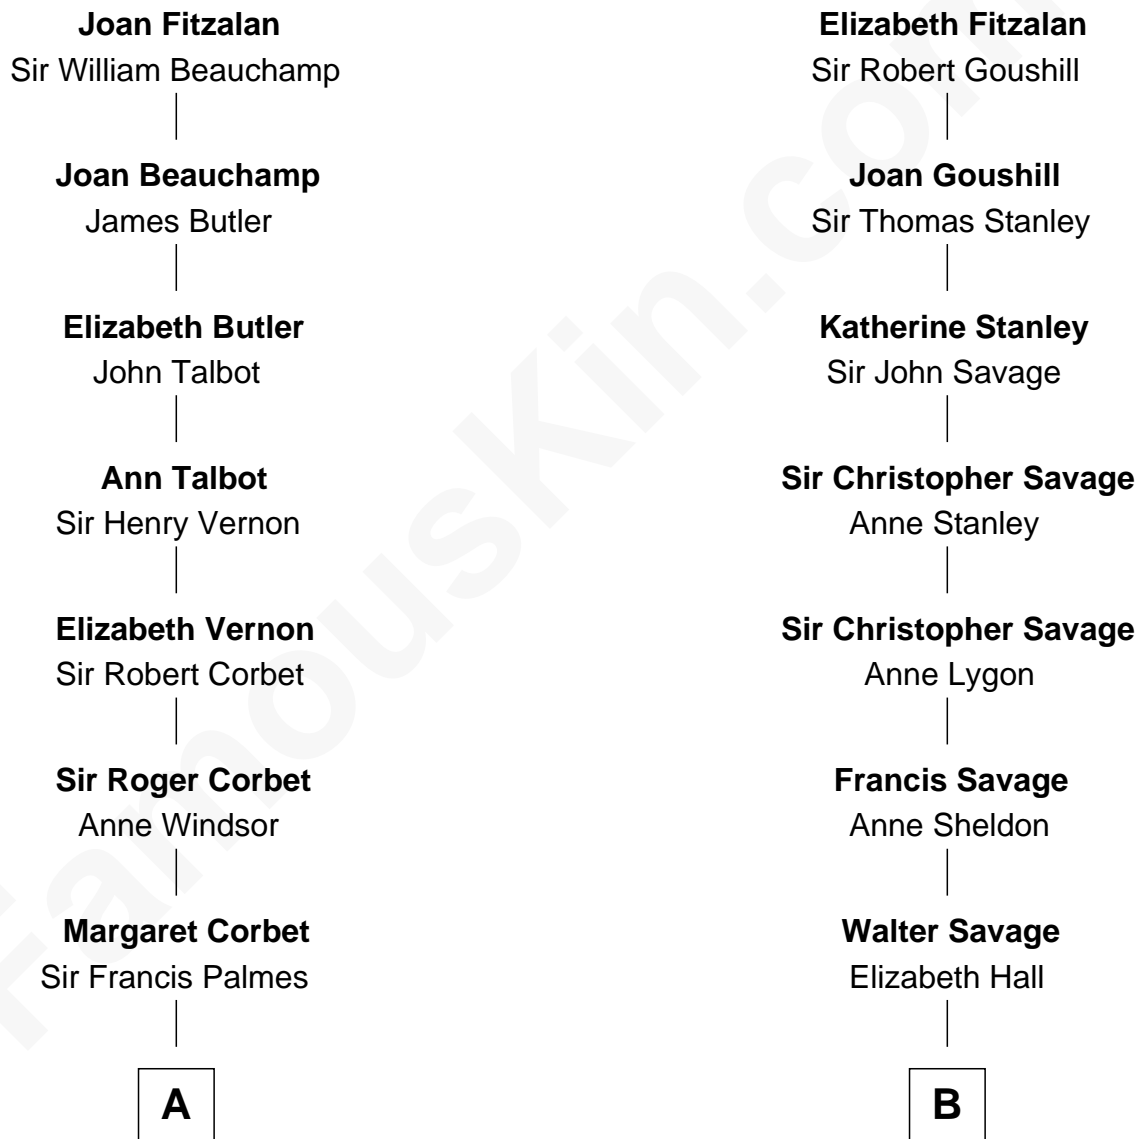 Joan Fitzalan
Sir William Beauchamp
Joan Beauchamp
James Butler
Elizabeth Butler
John Talbot
Ann Talbot
Sir Henry Vernon
Elizabeth Vernon
Sir Robert Corbet
Sir Roger Corbet
Anne Windsor
Margaret Corbet
Sir Francis Palmes
A
Elizabeth Fitzalan
Sir Robert Goushill
Joan Goushill
Sir Thomas Stanley
Katherine Stanley
Sir John Savage
Sir Christopher Savage
Anne Stanley
Sir Christopher Savage
Anne Lygon
Francis Savage
Anne Sheldon
Walter Savage
Elizabeth Hall
B
FamousKin.com